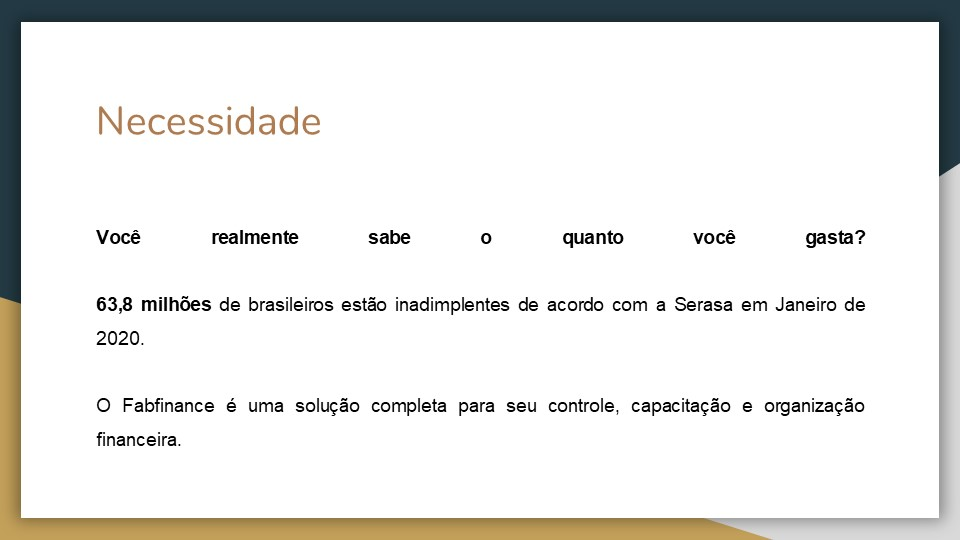 Necessidade
Você realmente sabe o quanto você gasta?
63,8 milhões de brasileiros estão inadimplentes de acordo com a Serasa em Janeiro de
2020.
O Fabfinance é uma solução completa para seu controle, capacitação e organização
financeira.